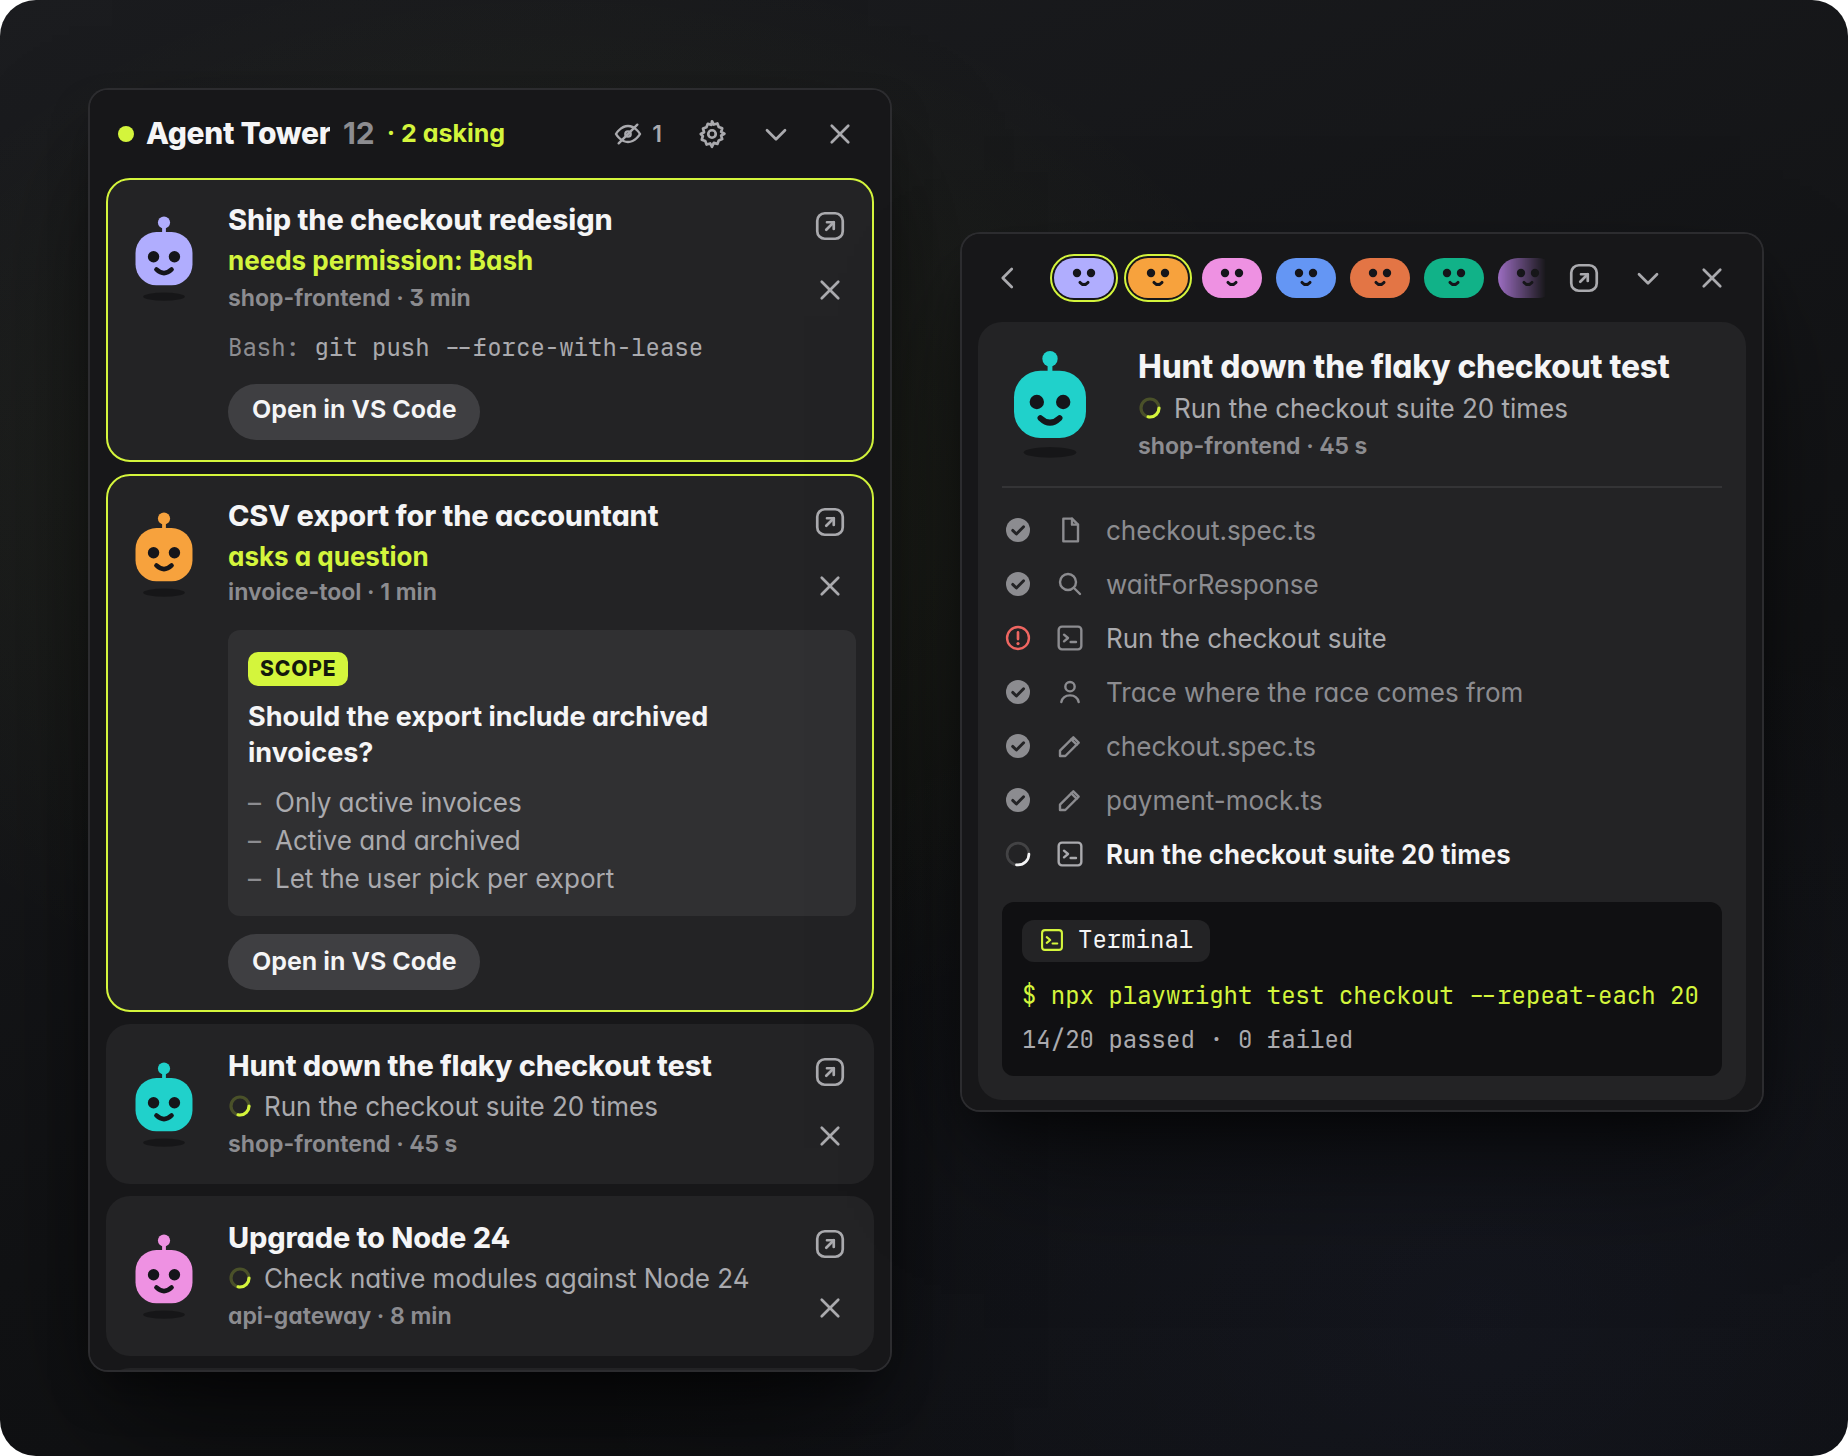 Agent Tower 12 · 2 asking
1
Ship the checkout redesign
needs permission: Bash
shop-frontend · 3 min
Bash: git push --force-with-lease
Open in VS Code
CSV export for the accountant
asks a question
invoice-tool · 1 min
SCOPE
Should the export include archived
invoices?
– Only active invoices
– Active and archived
– Let the user pick per export
Open in VS Code
Hunt down the flaky checkout test
Run the checkout suite 20 times
shop-frontend · 45 s
Upgrade to Node 24
Check native modules against Node 24
api-gateway · 8 min
Hunt down the flaky checkout test
Run the checkout suite 20 times
shop-frontend · 45 s
checkout.spec.ts
waitForResponse
Run the checkout suite
Trace where the race comes from
checkout.spec.ts
payment-mock.ts
Run the checkout suite 20 times
Terminal
$ npx playwright test checkout --repeat-each 20
14/20 passed · 0 failed